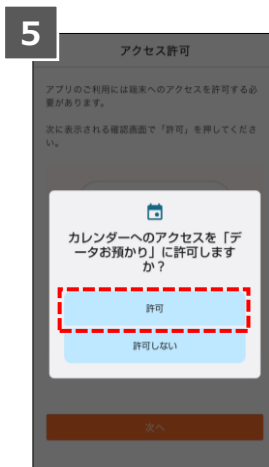 5
アクセス許可
アプリのご利用には端末へのアクセスを許可する必
要があります。
次に表示される確認画面で「許可」を押してくださ
い。
カレンダーへのアクセスを「デ
ータお預かり」に許可します
か？
許可
許可しない
次へ